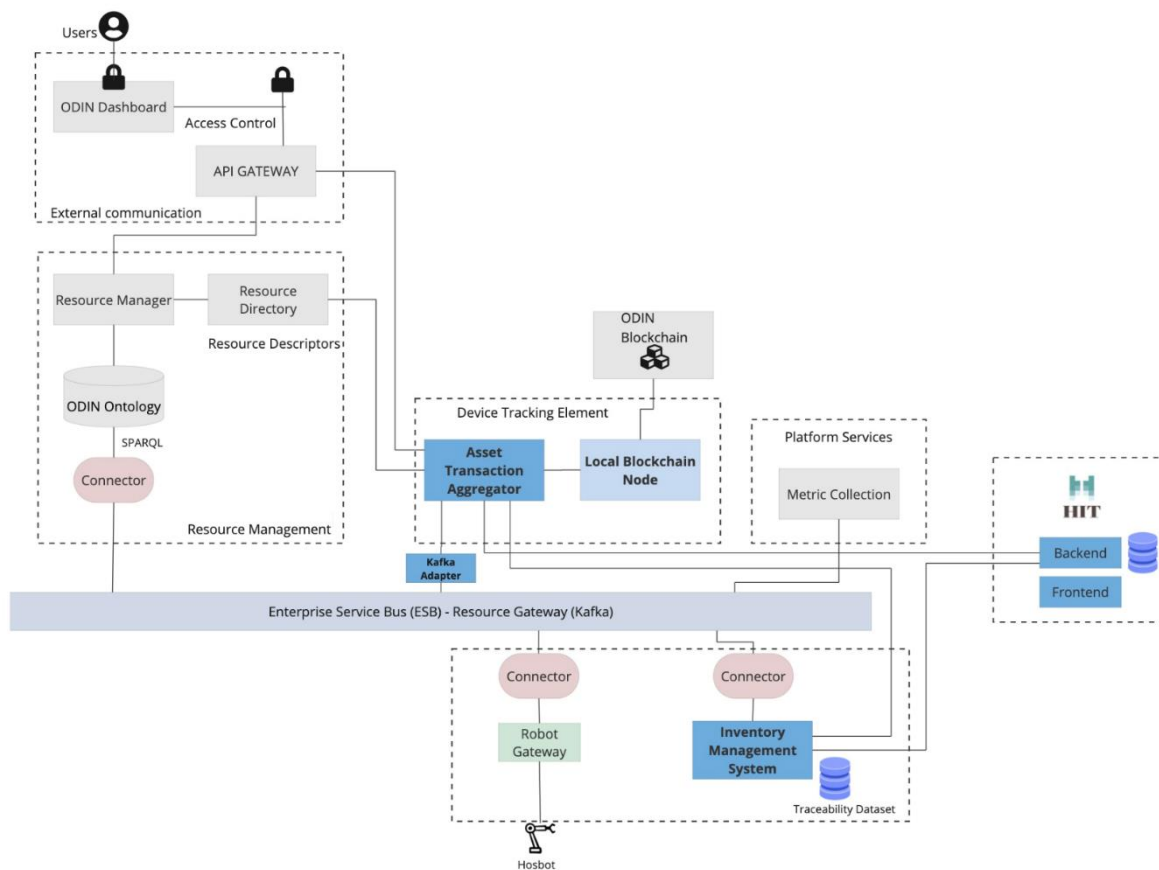 Users
ODIN Dashboard
Access Control
API GATEWAY
External communication
Resource Manager
Resource
Directory
Resource Descriptors
ODIN Ontology
SPARQL
Connector
Resource Management
ODIN
Blockchain
Device Tracking Element
Asset
Transaction
Aggregator
Local Blockchain
Node
Platform Services
Metric Collection
HIT
Backend
Frontend
Kafka
Adapter
Enterprise Service Bus (ESB) - Resource Gateway (Kafka)
Connector
Connector
Robot
Gateway
Inventory
Management
System
Traceability Dataset
Hosbot